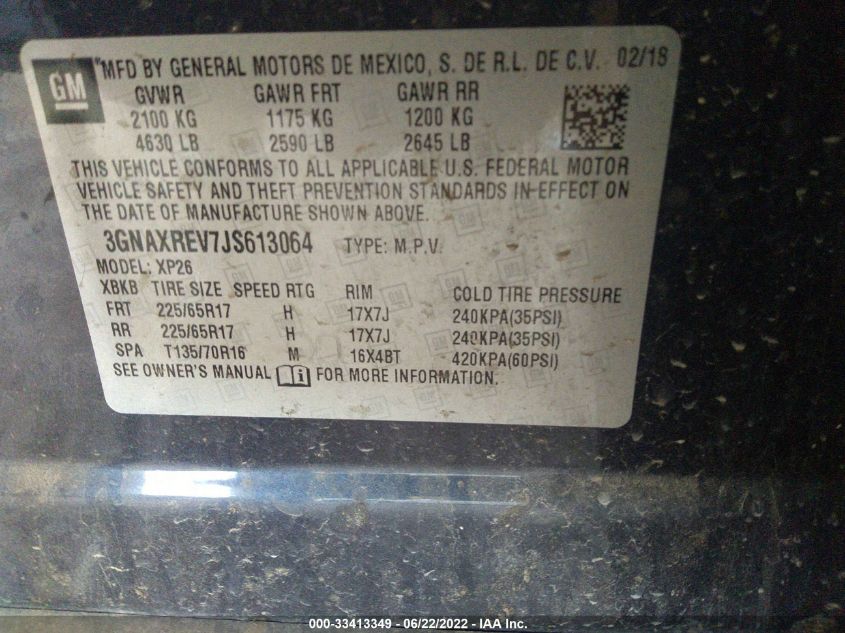 GM
MFD BY GENERAL MOTORS DE MEXICO, S. DE R.L. DE C.V. 02/18
GVWR GAWR FRT GAWR RR
2100 KG 1175 KG 1200 KG
4630 LB 2590 LB 2645 LB
THIS VEHICLE CONFORMS TO ALL APPLICABLE U.S. FEDERAL MOTOR
VEHICLE SAFETY AND THEFT PREVENTION STANDARDS IN EFFECT ON
THE DATE OF MANUFACTURE SHOWN ABOVE.
3GNAXREV7JS613064 TYPE: M.P.V.
MODEL: XP26
XBKB TIRE SIZE SPEED RTG RIM COLD TIRE PRESSURE
FRT 225/65R17 H 17X7J 240KPA(35PSI)
RR 225/65R17 H 17X7J 240KPA(35PSI)
SPA T135/70R16 M 16X4BT 420KPA(60PSI)
SEE OWNER'S MANUAL i FOR MORE INFORMATION.
000-33413349 - 06/22/2022 - IAA Inc.